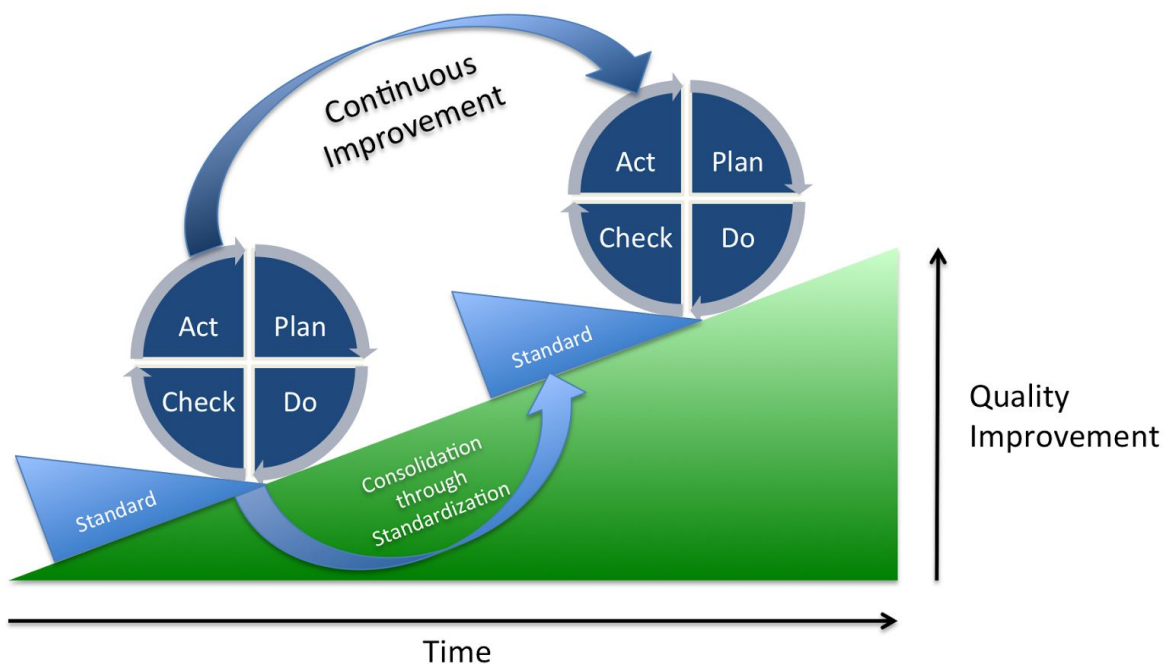 Continuous
Improvement
Act
Plan
Check
Do
Act
Plan
Check
Do
Standard
Standard
Consolidation
through
Standardization
Quality
Improvement
Time